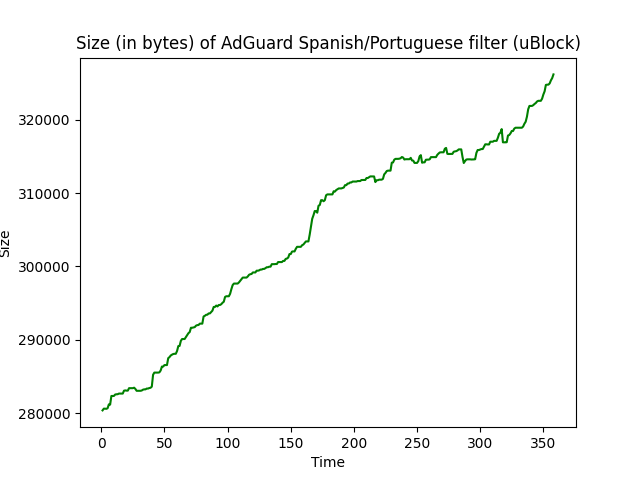 Size (in bytes) of AdGuard Spanish/Portuguese filter (uBlock)
320000
310000
300000
290000
280000
Size
0 50 100 150 200 250 300 350
Time